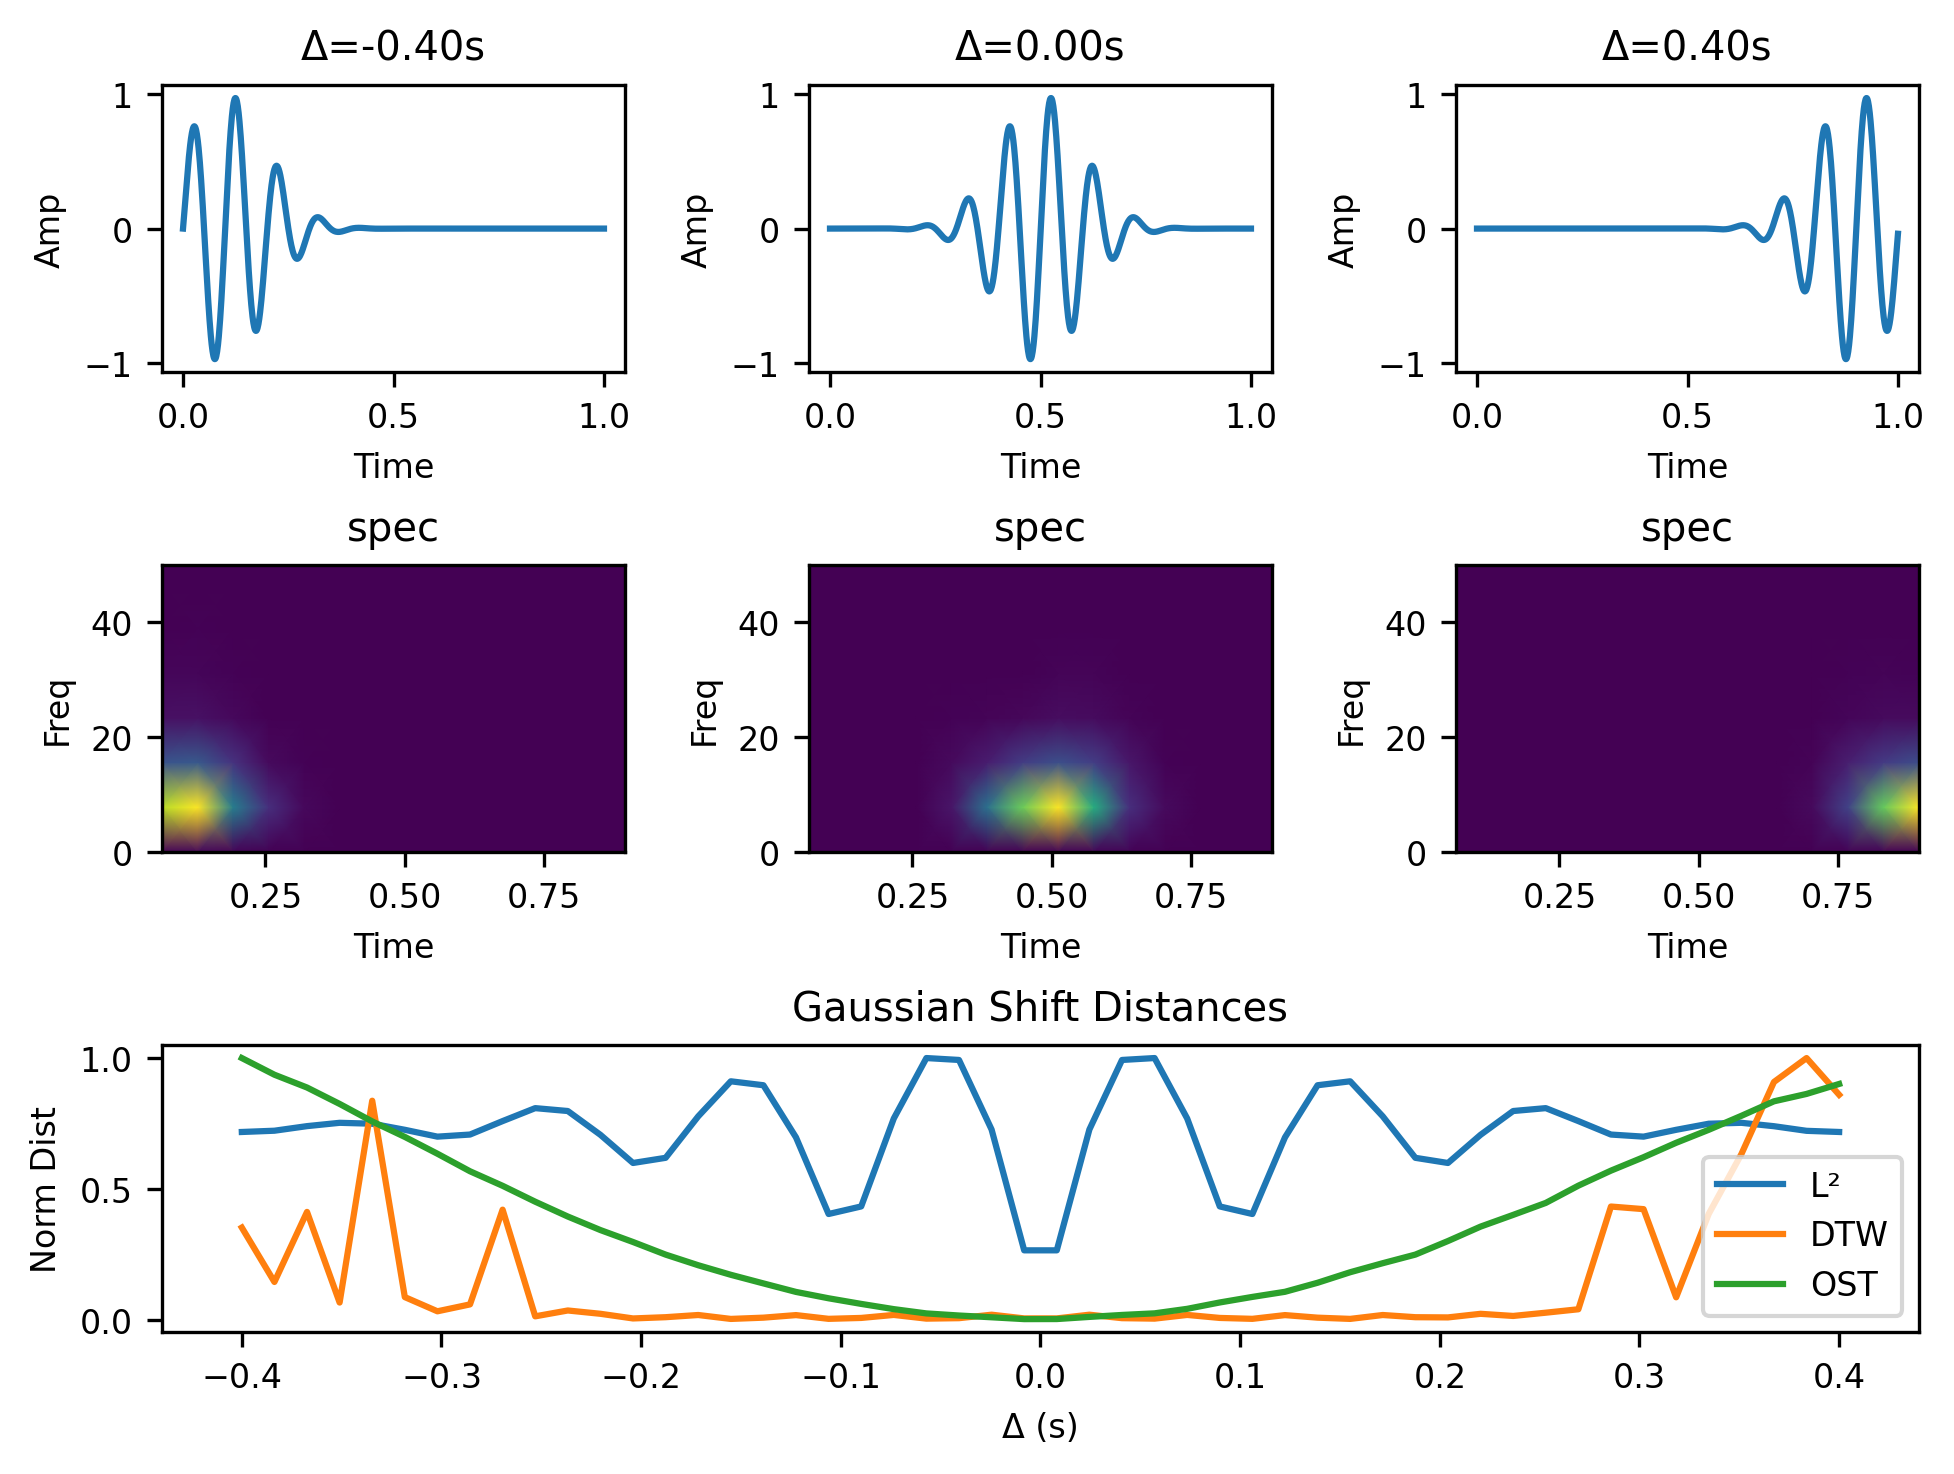 Δ=-0.40s
Δ=0.00s
Δ=0.40s
1
0
−1
Amp
0.0 0.5 1.0
Time
1
0
−1
Amp
0.0 0.5 1.0
Time
1
0
−1
Amp
0.0 0.5 1.0
Time
spec
40
20
0
Freq
0.25 0.50 0.75
Time
spec
40
20
0
Freq
0.25 0.50 0.75
Time
spec
40
20
0
Freq
0.25 0.50 0.75
Time
Gaussian Shift Distances
1.0
0.5
0.0
Norm Dist
L²
DTW
OST
−0.4 −0.3 −0.2 −0.1 0.0 0.1 0.2 0.3 0.4
Δ (s)